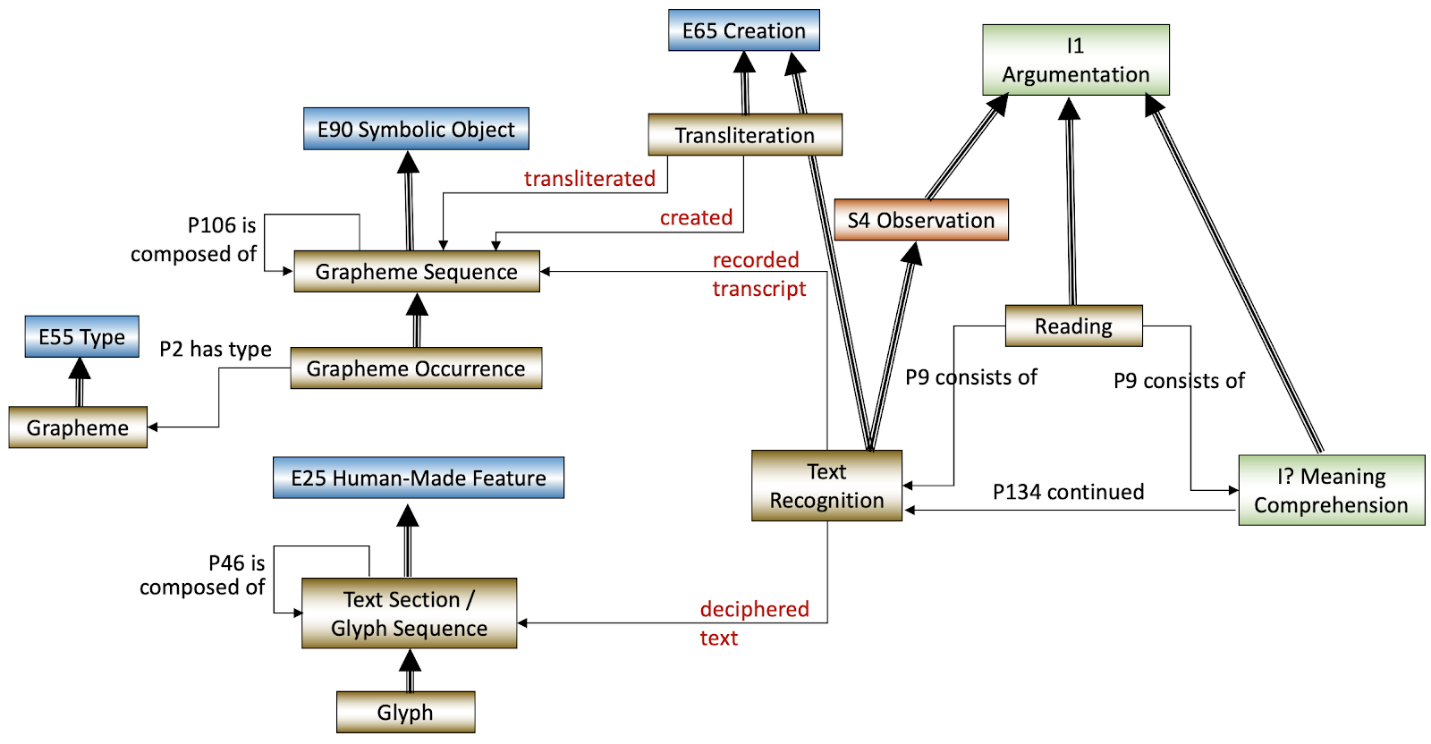 E65 Creation
I1
Argumentation
E90 Symbolic Object
Transliteration
transliterated
P106 is
composed of
created
S4 Observation
Grapheme Sequence
recorded
transcript
Reading
E55 Type
P2 has type
Grapheme Occurrence
P9 consists of
P9 consists of
Grapheme
E25 Human-Made Feature
Text
Recognition
P134 continued
I? Meaning
Comprehension
P46 is
composed of
Text Section /
Glyph Sequence
deciphered
text
Glyph